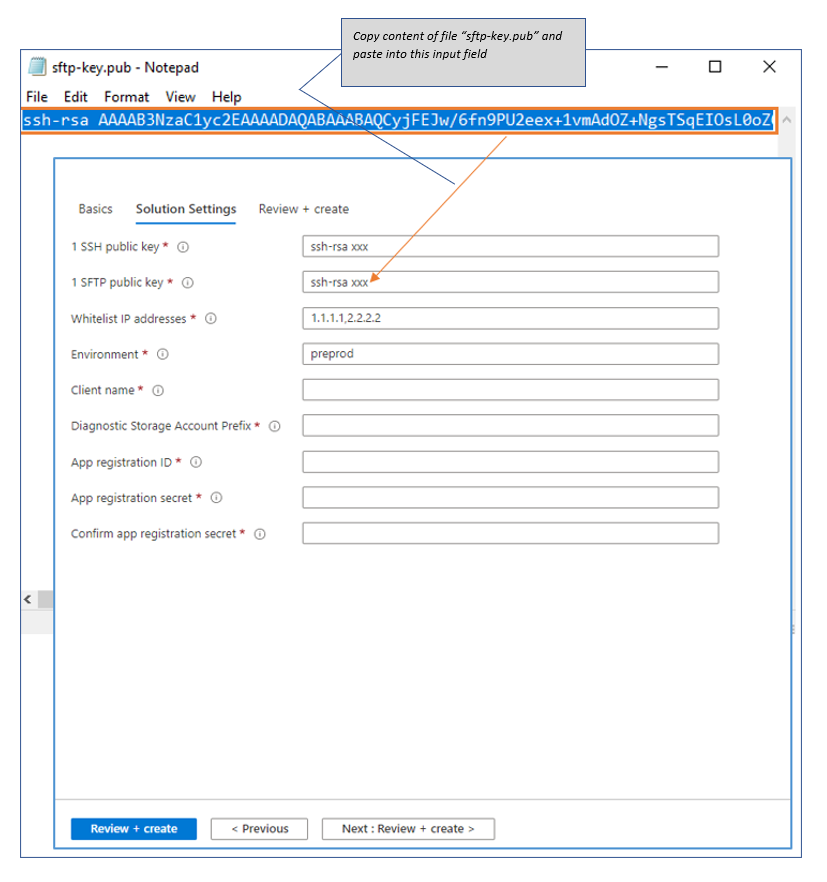 Copy content of file “sftp-key.pub” and
paste into this input field
sftp-key.pub - Notepad
File Edit Format View Help
ssh-rsa AAAAB3NzaC1yc2EAAAADAQABAAABAQCyjFEJw/6fn9PU2eex+1vmAdOZ+NgsTSqEIOsL0oZ
Basics Solution Settings Review + create
1 SSH public key * ssh-rsa xxx
1 SFTP public key * ssh-rsa xxx
Whitelist IP addresses * 1.1.1.1,2.2.2.2
Environment * preprod
Client name *
Diagnostic Storage Account Prefix *
App registration ID *
App registration secret *
Confirm app registration secret *
Review + create < Previous Next : Review + create >